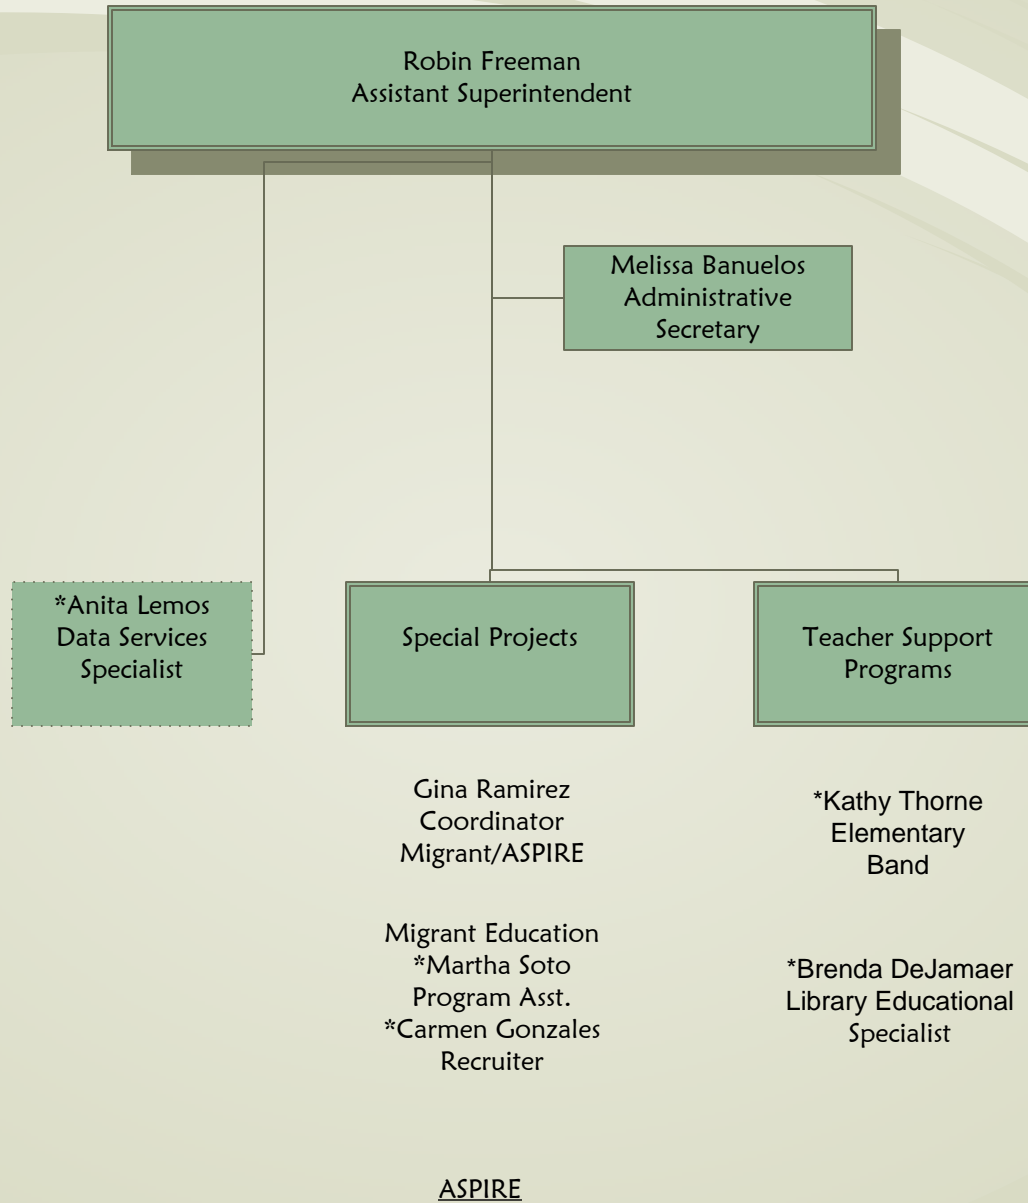 Robin Freeman
Assistant Superintendent
Melissa Banuelos
Administrative
Secretary
*Anita Lemos
Data Services
Specialist
Special Projects
Teacher Support
Programs
Gina Ramirez
Coordinator
Migrant/ASPIRE
Migrant Education
*Martha Soto
Program Asst.
*Carmen Gonzales
Recruiter
ASPIRE
*Kathy Thorne
Elementary
Band
*Brenda DeJamaer
Library Educational
Specialist